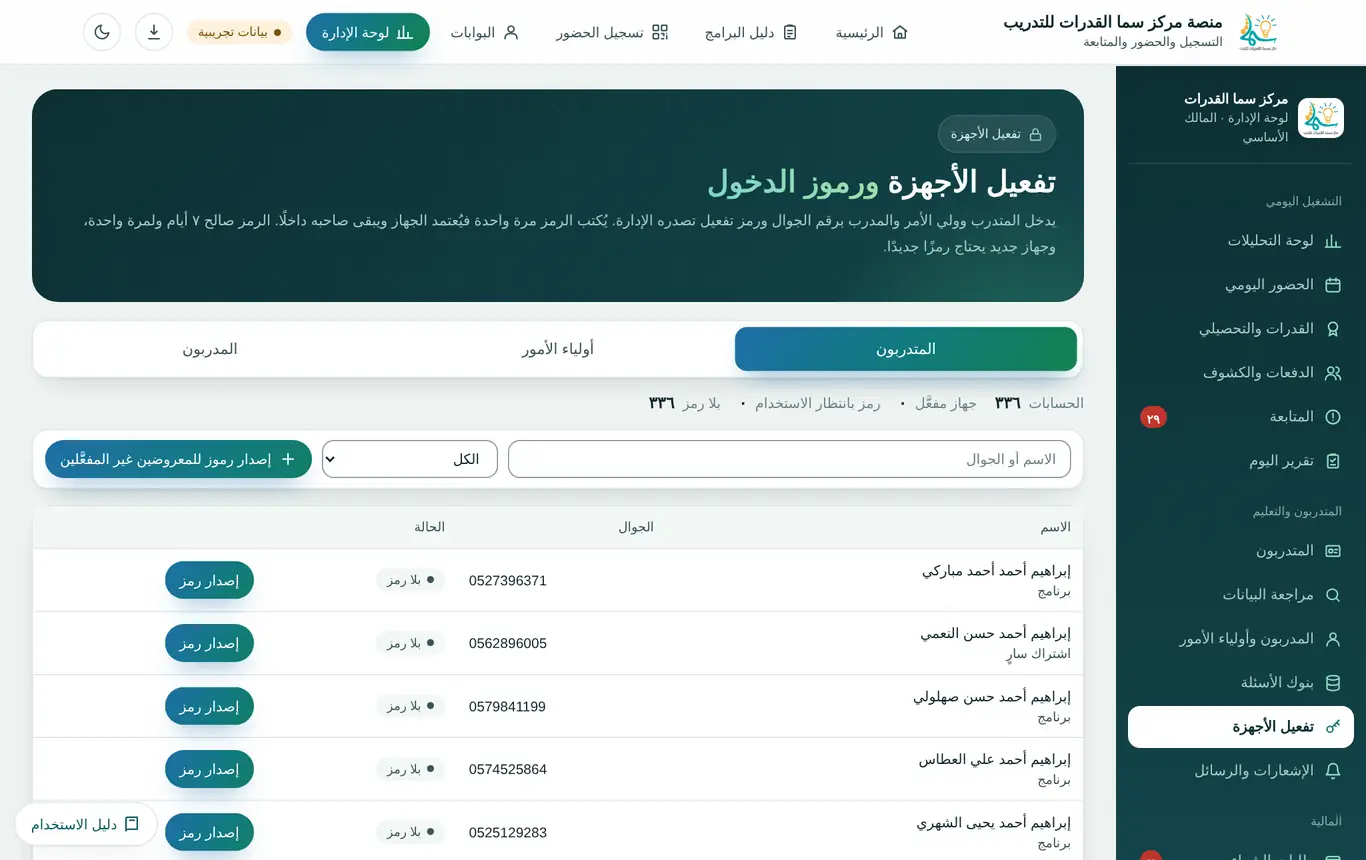 منصة مركز سما القدرات للتدريب
التسجيل والحضور والمتابعة
الرئيسية
دليل البرامج
تسجيل الحضور
البوابات
لوحة الإدارة
بيانات تجريبية
مركز سما القدرات
لوحة الإدارة · المالك
الأساسي
التشغيل اليومي
لوحة التحليلات
الحضور اليومي
القدرات والتحصيلي
الدفعات والكشوف
المتابعة
٢٩
تقرير اليوم
المتدربون والتعليم
المتدربون
مراجعة البيانات
المدربون وأولياء الأمور
بنوك الأسئلة
تفعيل الأجهزة
الإشعارات والرسائل
المالية
تفعيل الأجهزة
تفعيل الأجهزة ورموز الدخول
يدخل المتدرب وولي الأمر والمدرب برقم الجوال ورمز تفعيل تصدره الإدارة. يُكتب الرمز مرة واحدة فيُعتمد الجهاز ويبقى صاحبه داخلًا. الرمز صالح ٧ أيام ولمرة واحدة،
وجهاز جديد يحتاج رمزًا جديدًا.
المتدربون
أولياء الأمور
المدربون
الحسابات ٣٣٦ جهاز مفعَّل ٠ رمز بانتظار الاستخدام ٠ بلا رمز ٣٣٦
الاسم أو الجوال
الكل
إصدار رموز للمعروضين غير المفعَّلين
الاسم
الجوال
الحالة
إبراهيم أحمد أحمد مباركي
برنامج
0527396371
بلا رمز
إصدار رمز
إبراهيم أحمد حسن النعمي
اشتراك سارٍ
0562896005
بلا رمز
إصدار رمز
إبراهيم أحمد حسن صهلولي
برنامج
0579841199
بلا رمز
إصدار رمز
إبراهيم أحمد علي العطاس
برنامج
0574525864
بلا رمز
إصدار رمز
إبراهيم أحمد يحيى الشهري
برنامج
0525129283
بلا رمز
إصدار رمز
دليل الاستخدام